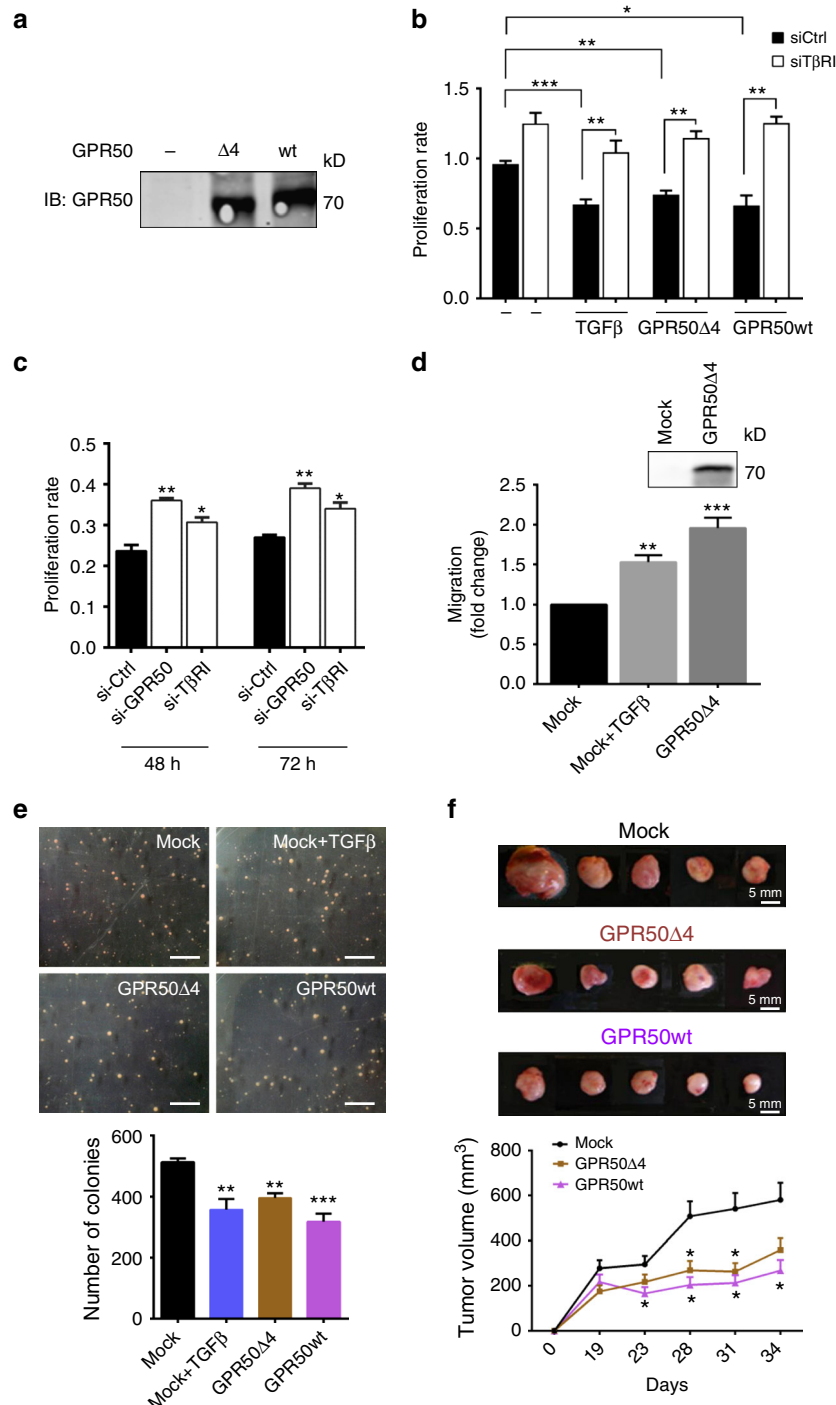 a
GPR50 – Δ4 wt kD
IB: GPR50 70
b
siCtrl
siTβRI
*
**
***
** ** **
Proliferation rate
1.5
1.0
0.5
0.0
– – TGFβ GPR50Δ4 GPR50wt
c
Proliferation rate
0.5
0.4
0.3
0.2
0.1
0.0
** * ** *
si-Ctrl si-GPR50 si-TβRI si-Ctrl si-GPR50 si-TβRI
48 h 72 h
d
Mock GPR50Δ4 kD
70
Migration
(fold change)
2.5
2.0
1.5
1.0
0.5
0.0
** ***
Mock Mock+TGFβ GPR50Δ4
e
Mock Mock+TGFβ
GPR50Δ4 GPR50wt
Number of colonies
600
400
200
0
** ** ***
Mock Mock+TGFβ GPR50Δ4 GPR50wt
f
Mock
5 mm
GPR50Δ4
5 mm
GPR50wt
5 mm
Tumor volume (mm³)
800
600
400
200
0
Mock
GPR50Δ4
GPR50wt
* *
* * * *
0 19 23 28 31 34
Days